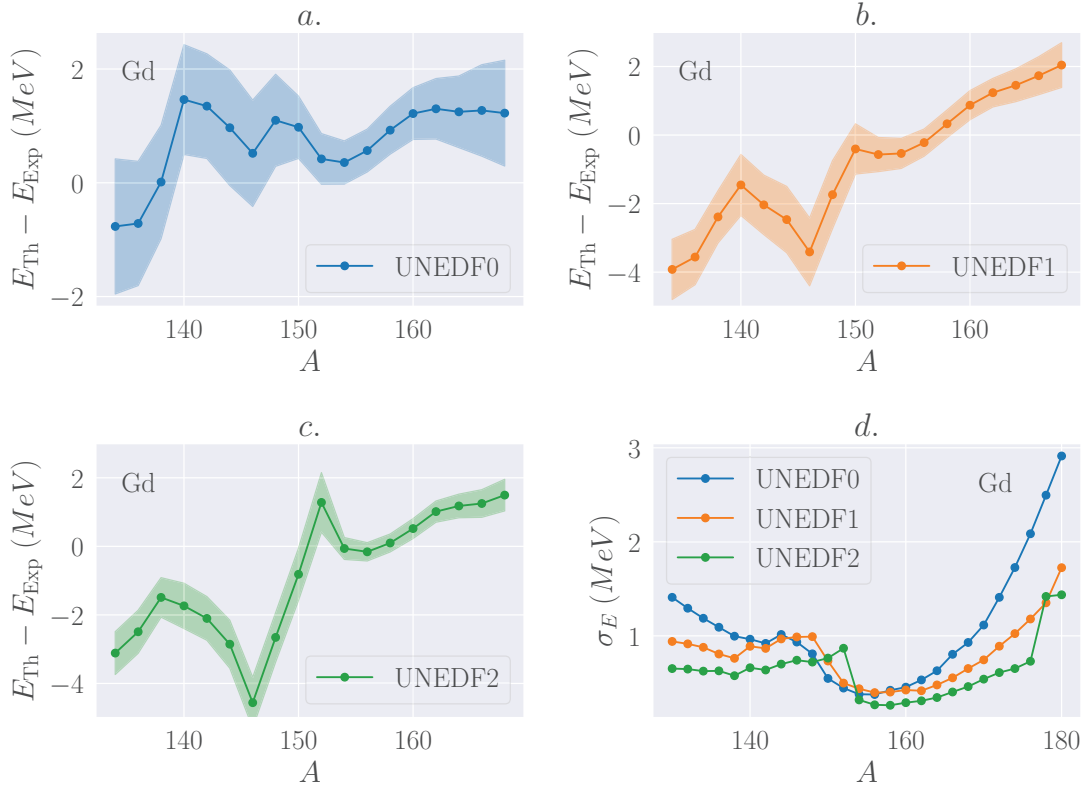 a.
E_Th − E_Exp (MeV)
2
0
−2
Gd
UNEDF0
140 150 160
A
b.
E_Th − E_Exp (MeV)
2
0
−2
−4
Gd
UNEDF1
140 150 160
A
c.
E_Th − E_Exp (MeV)
2
0
−2
−4
Gd
UNEDF2
140 150 160
A
d.
σ_E (MeV)
3
2
1
UNEDF0
UNEDF1
UNEDF2
Gd
140 160 180
A